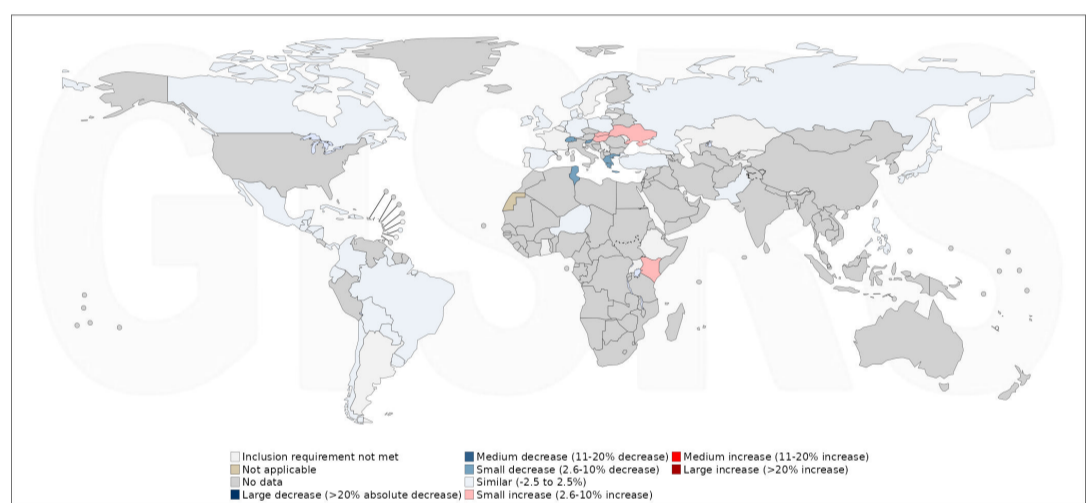 GISRS
Inclusion requirement not met
Not applicable
No data
Large decrease (>20% absolute decrease)
Medium decrease (11-20% decrease)
Small decrease (2.6-10% decrease)
Similar (-2.5 to 2.5%)
Small increase (2.6-10% increase)
Medium increase (11-20% increase)
Large increase (>20% increase)